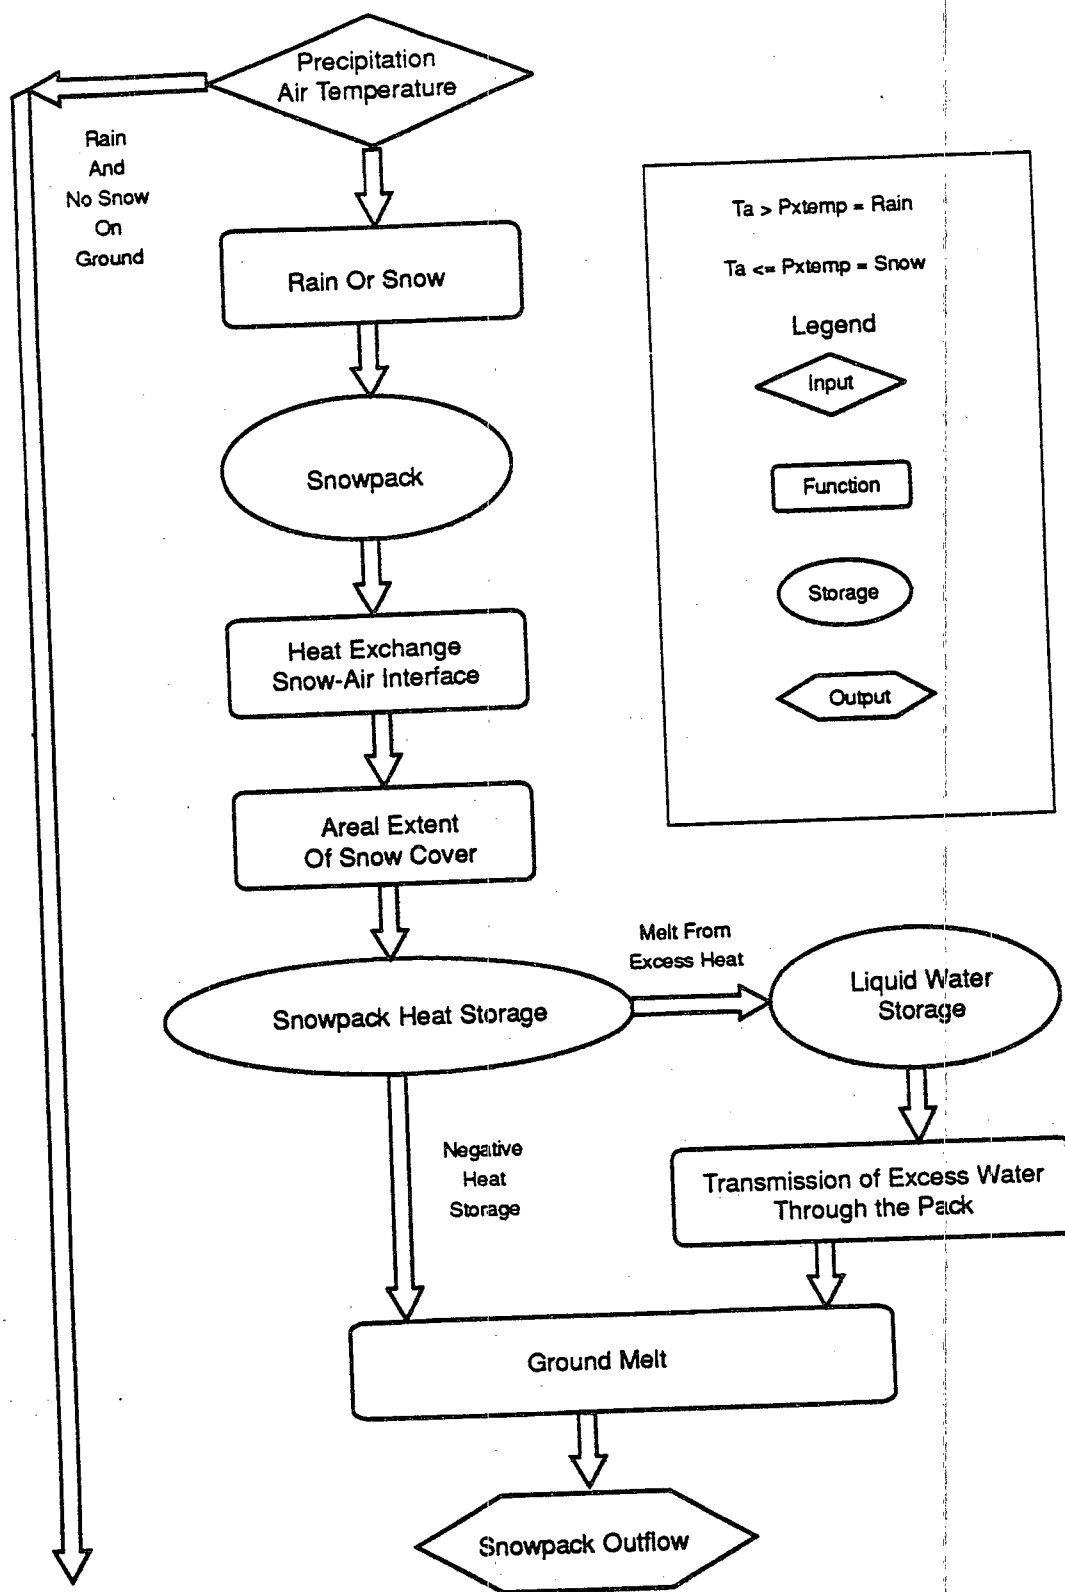 Precipitation
Air Temperature
Rain
And
No Snow
On
Ground
Rain Or Snow
Snowpack
Heat Exchange
Snow-Air Interface
Areal Extent
Of Snow Cover
Snowpack Heat Storage
Melt From
Excess Heat
Liquid Water
Storage
Negative
Heat
Storage
Transmission of Excess Water
Through the Pack
Ground Melt
Snowpack Outflow
Ta > Pxtemp = Rain
Ta <= Pxtemp = Snow
Legend
Input
Function
Storage
Output